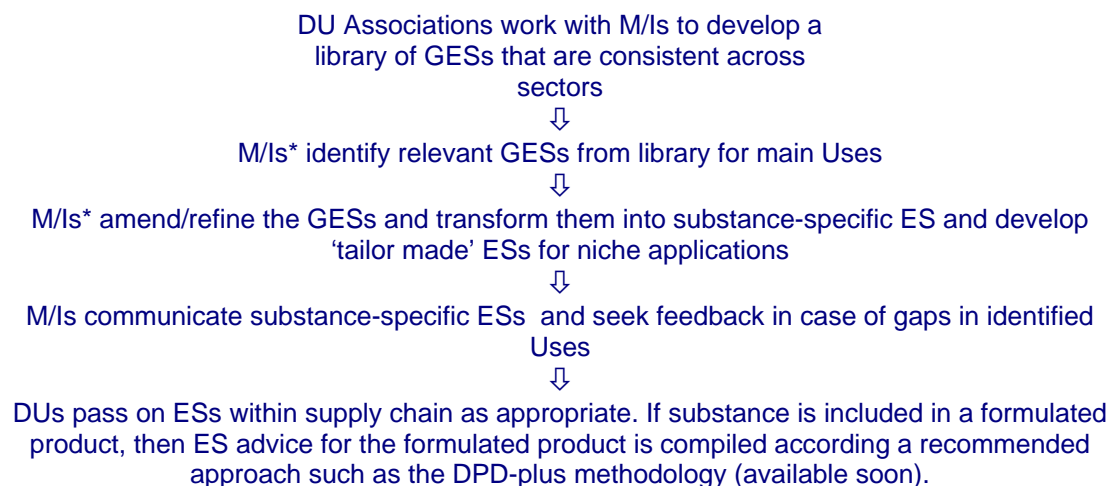 DU Associations work with M/Is to develop a
library of GESs that are consistent across
sectors
⇩
M/Is* identify relevant GESs from library for main Uses
⇩
M/Is* amend/refine the GESs and transform them into substance-specific ES and develop
‘tailor made’ ESs for niche applications
⇩
M/Is communicate substance-specific ESs  and seek feedback in case of gaps in identified
Uses
⇩
DUs pass on ESs within supply chain as appropriate. If substance is included in a formulated
product, then ES advice for the formulated product is compiled according a recommended
approach such as the DPD-plus methodology (available soon).